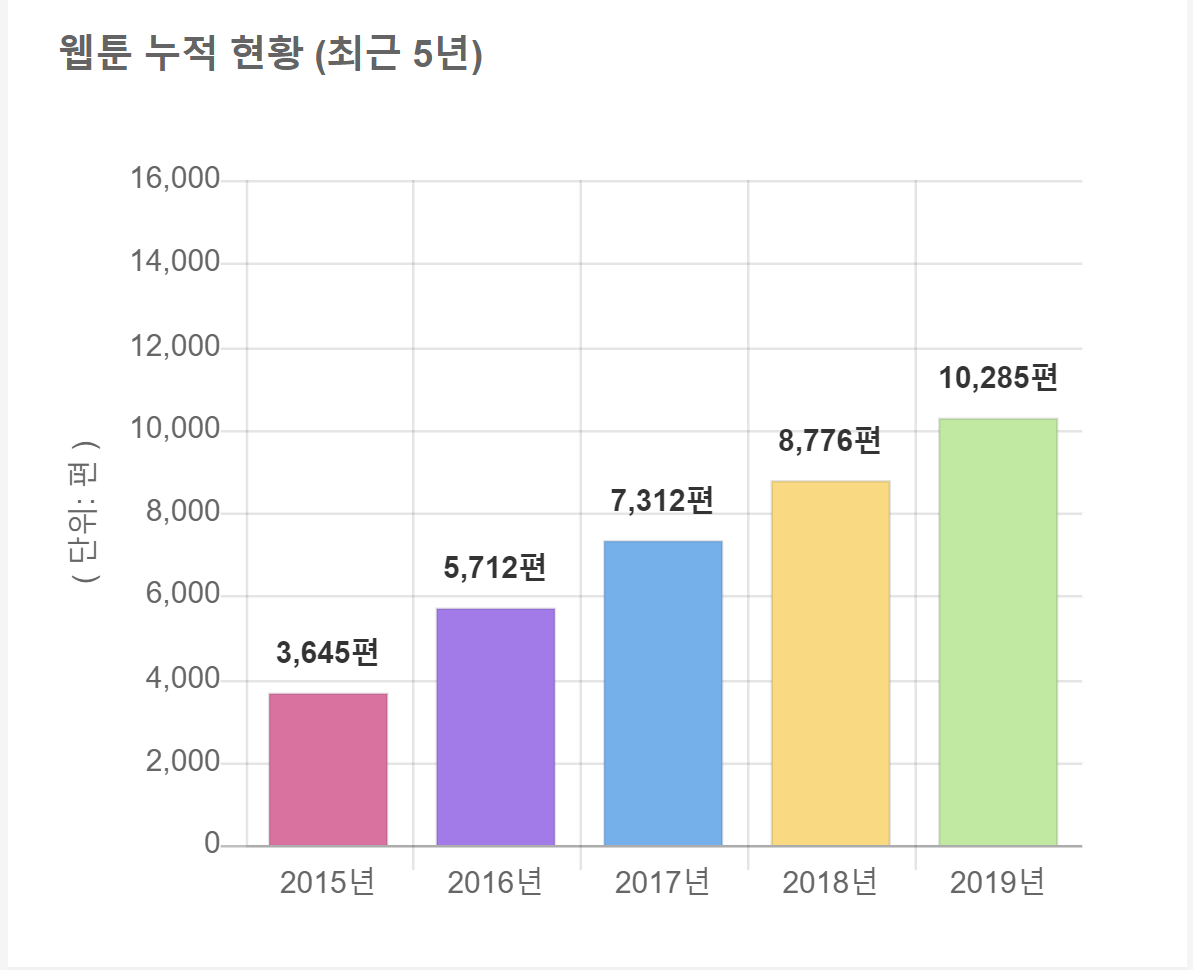 웹툰 누적 현황 (최근 5년)
( 단위: 편 )
16,000
14,000
12,000
10,000
8,000
6,000
4,000
2,000
0
3,645편
5,712편
7,312편
8,776편
10,285편
2015년
2016년
2017년
2018년
2019년